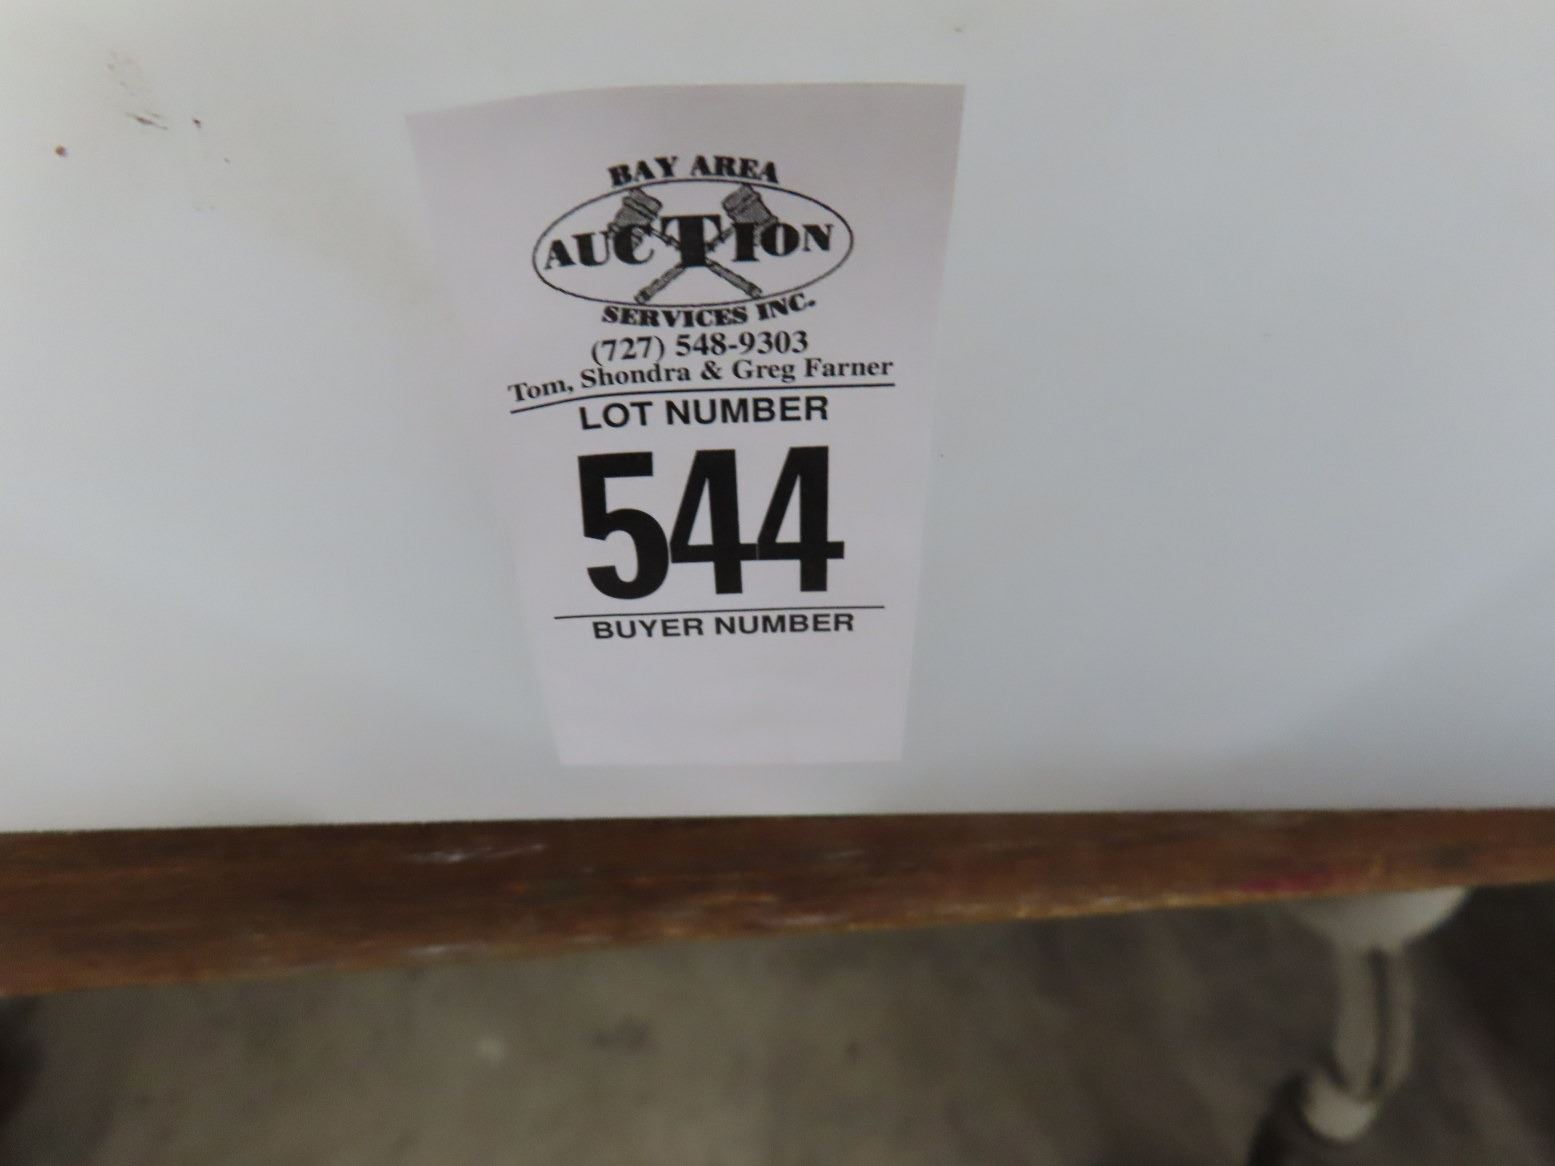 BAY AREA
AUCTION
SERVICES INC.
(727) 548-9303
Tom, Shondra & Greg Farner
LOT NUMBER
544
BUYER NUMBER